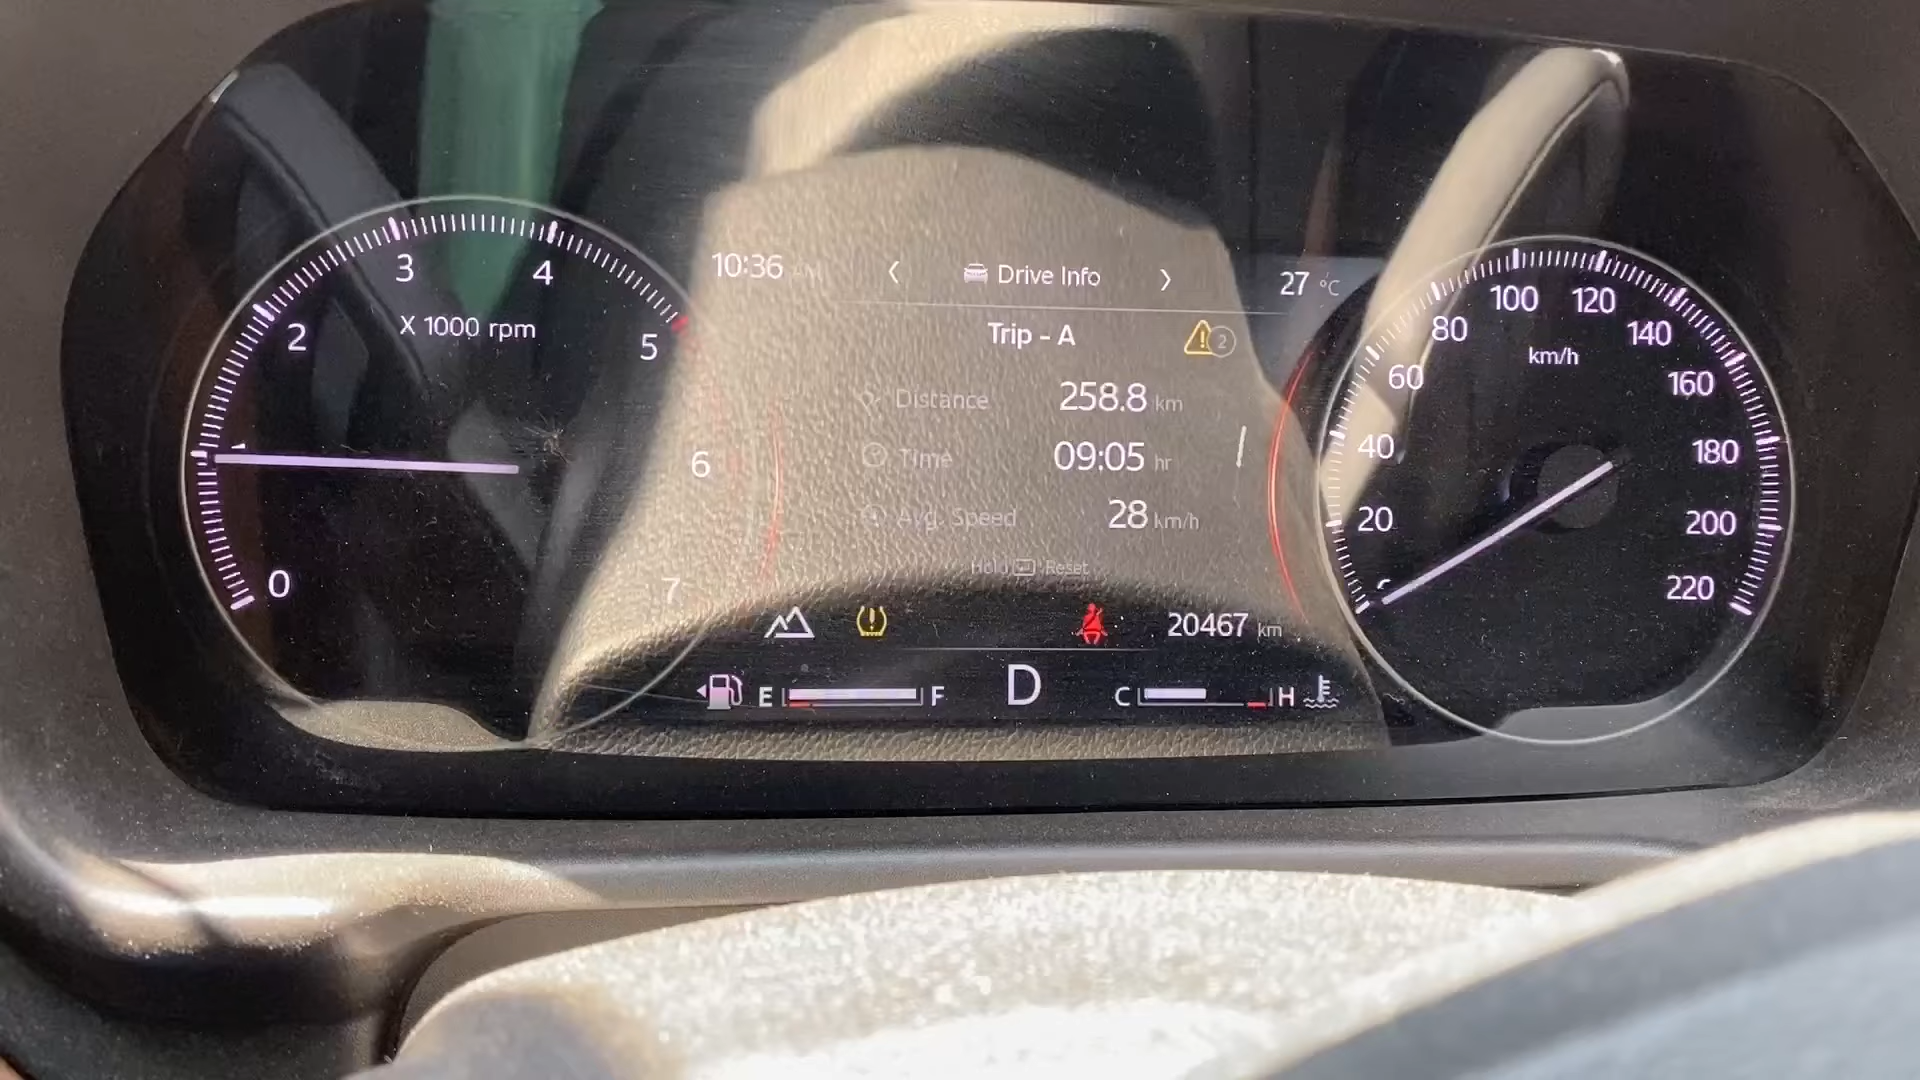 10:36 AM
Drive Info
27 °C
Trip - A
2
Distance 258.8 km
Time 09:05 hr
Avg. Speed 28 km/h
Hold Reset
20467 km
E F
D
C H
0
2
3
4
5
6
7
X 1000 rpm
20
40
60
80
100
120
140
160
180
200
220
km/h